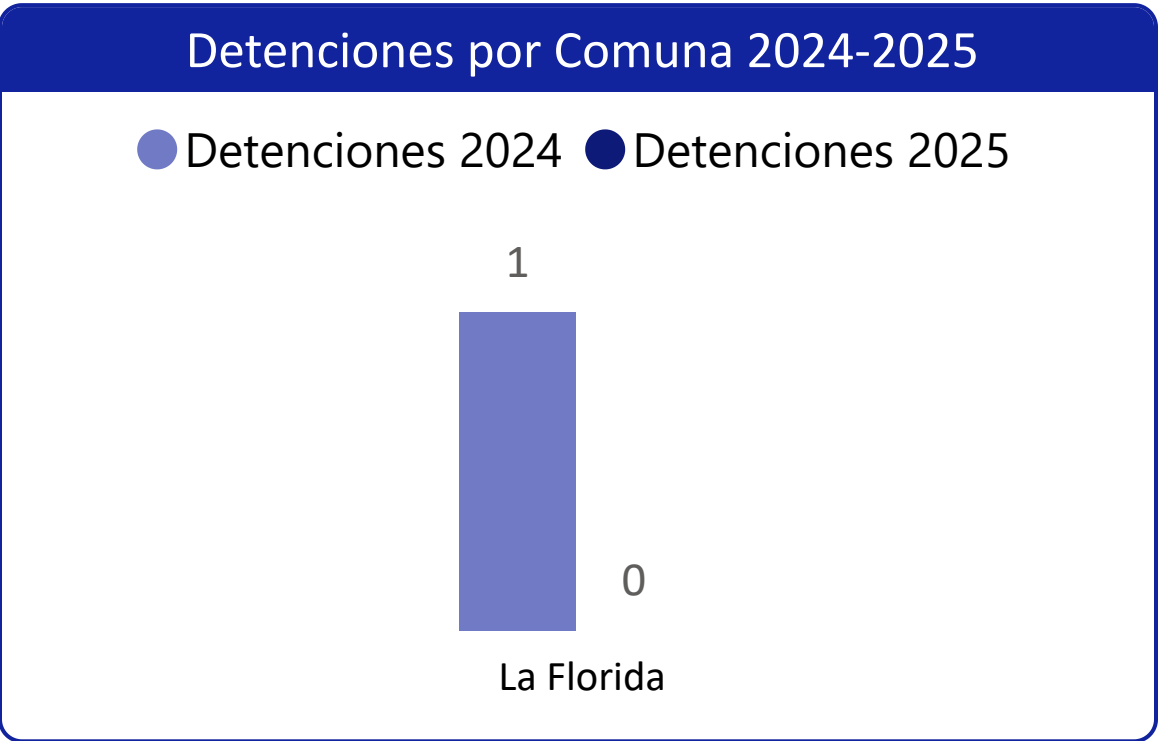 Detenciones por Comuna 2024-2025
Detenciones 2024 Detenciones 2025
1
0
La Florida